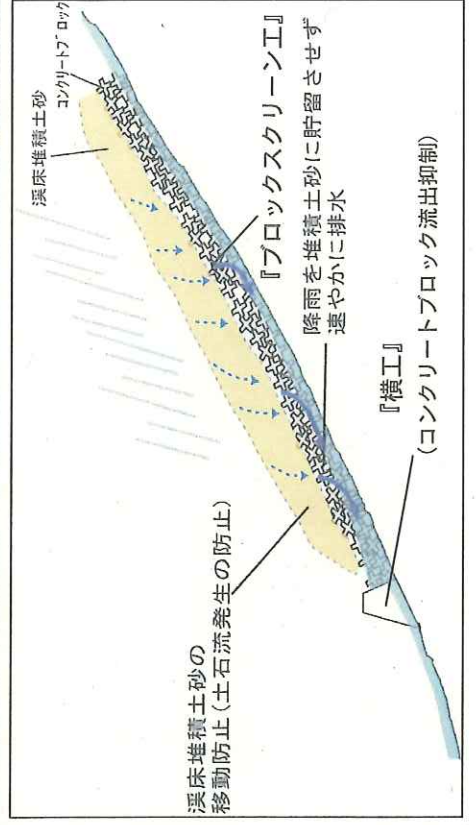 コンクリートブロック
渓床堆積土砂
『ブロックスクリーン工』
降雨を堆積土砂に貯留させず
速やかに排水
『横工』
(コンクリートブロック流出抑制)
渓床堆積土砂の
移動防止(土石流発生の防止)